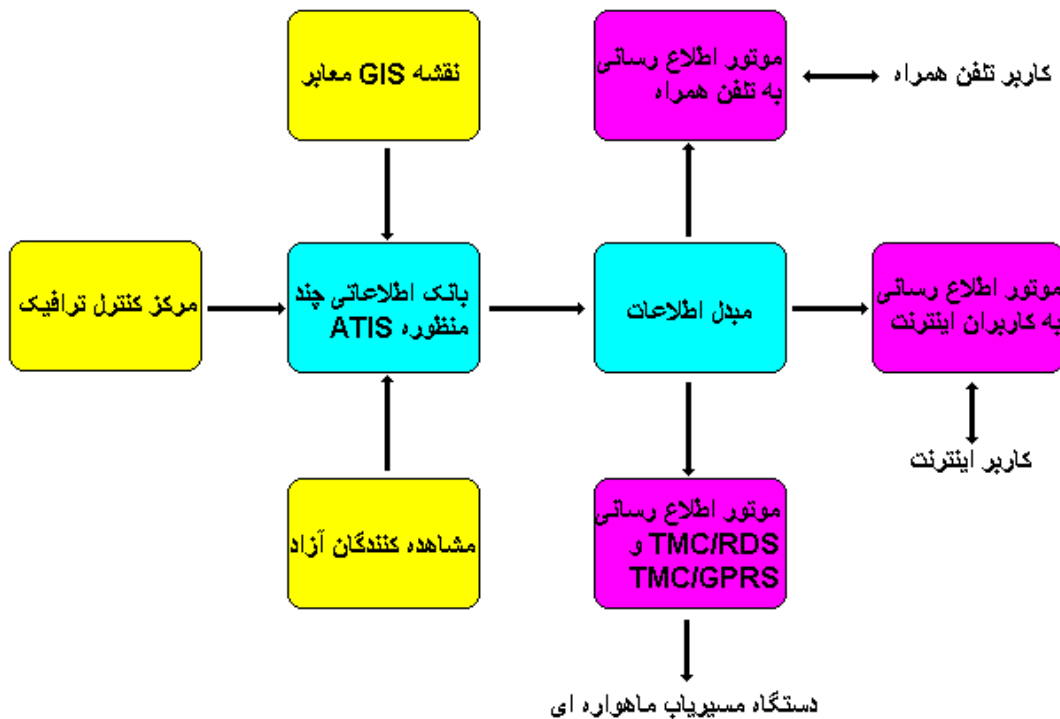 نقشه GIS معابر
موتور اطلاع رسانی
به تلفن همراه
کاربر تلفن همراه
مرکز کنترل ترافیک
بانک اطلاعاتی چند
منظوره ATIS
مبدل اطلاعات
موتور اطلاع رسانی
به کاربران اینترنت
کاربر اینترنت
مشاهده کنندگان آزاد
موتور اطلاع رسانی
TMC/RDS و
TMC/GPRS
دستگاه مسیریاب ماهواره ای